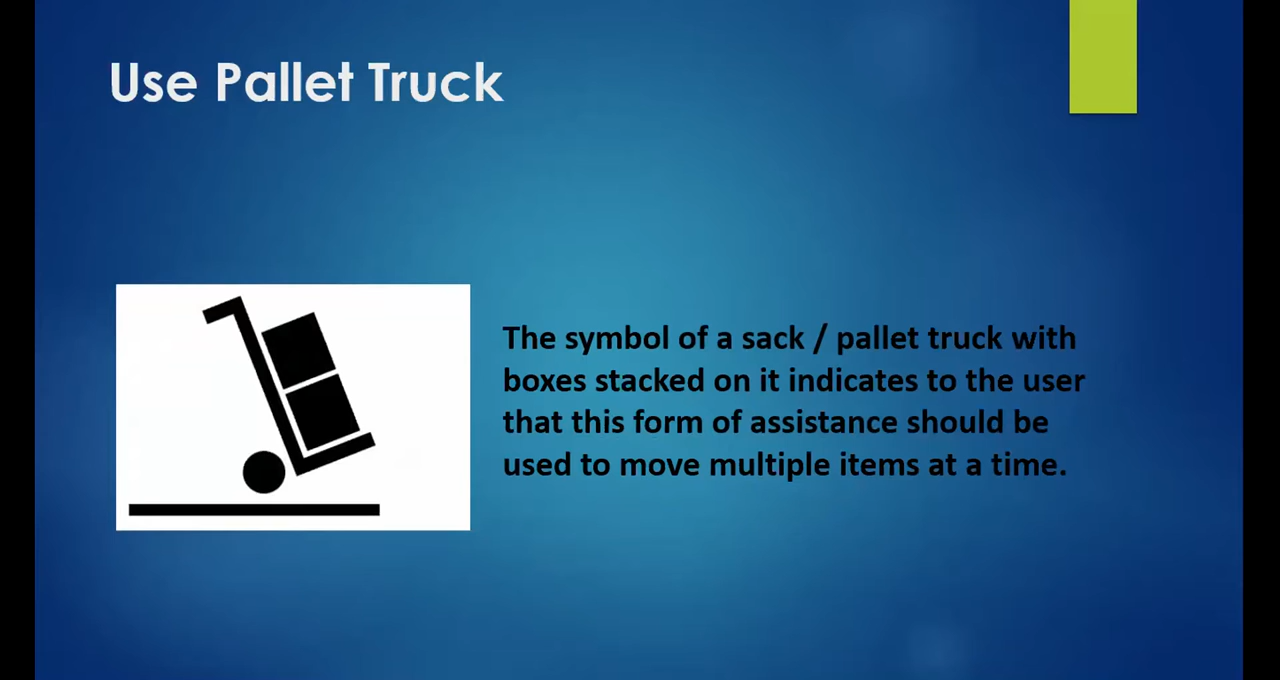 Use Pallet Truck
The symbol of a sack / pallet truck with
boxes stacked on it indicates to the user
that this form of assistance should be
used to move multiple items at a time.